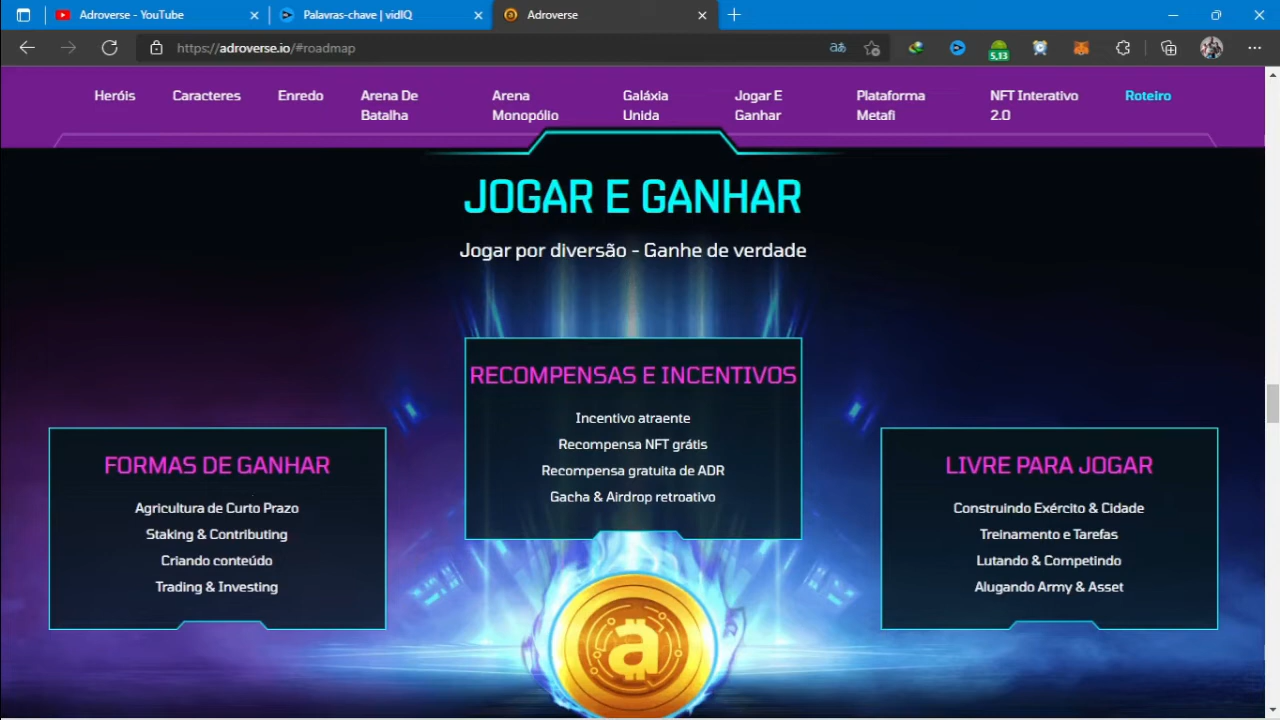 Adroverse - YouTube
Palavras-chave | vidIQ
Adroverse
https://adroverse.io/#roadmap
aあ
5,13
Heróis
Caracteres
Enredo
Arena De
Batalha
Arena
Monopólio
Galáxia
Unida
Jogar E
Ganhar
Plataforma
Metafi
NFT Interativo
2.0
Roteiro
JOGAR E GANHAR
Jogar por diversão - Ganhe de verdade
RECOMPENSAS E INCENTIVOS
Incentivo atraente
Recompensa NFT grátis
Recompensa gratuita de ADR
Gacha & Airdrop retroativo
FORMAS DE GANHAR
Agricultura de Curto Prazo
Staking & Contributing
Criando conteúdo
Trading & Investing
LIVRE PARA JOGAR
Construindo Exército & Cidade
Treinamento e Tarefas
Lutando & Competindo
Alugando Army & Asset
a